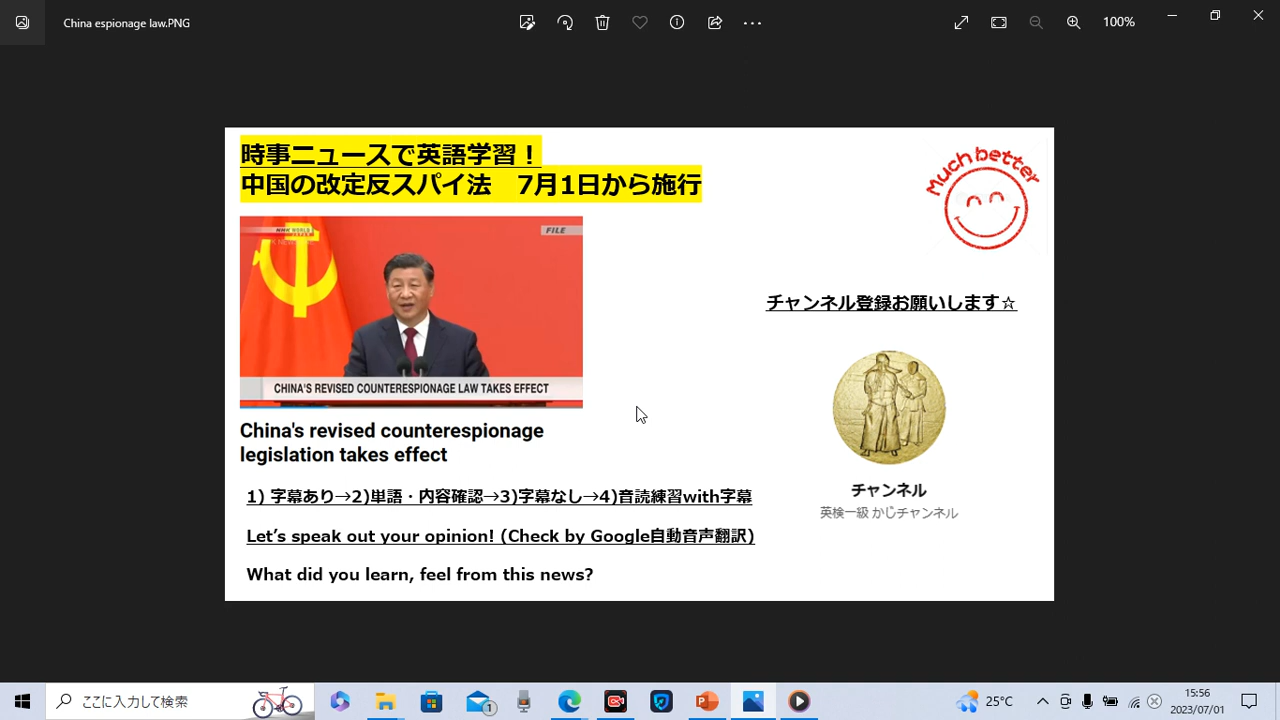 China espionage law.PNG
100%
時事ニュースで英語学習！
中国の改定反スパイ法　7月1日から施行
Much better
NHK WORLD
JAPAN
FILE
CHINA'S REVISED COUNTERESPIONAGE LAW TAKES EFFECT
チャンネル登録お願いします☆
China's revised counterespionage
legislation takes effect
チャンネル
英検一級 かじチャンネル
1) 字幕あり→2)単語・内容確認→3)字幕なし→4)音読練習with字幕
Let's speak out your opinion! (Check by Google自動音声翻訳)
What did you learn, feel from this news?
ここに入力して検索
1
25°C
15:56
2023/07/01